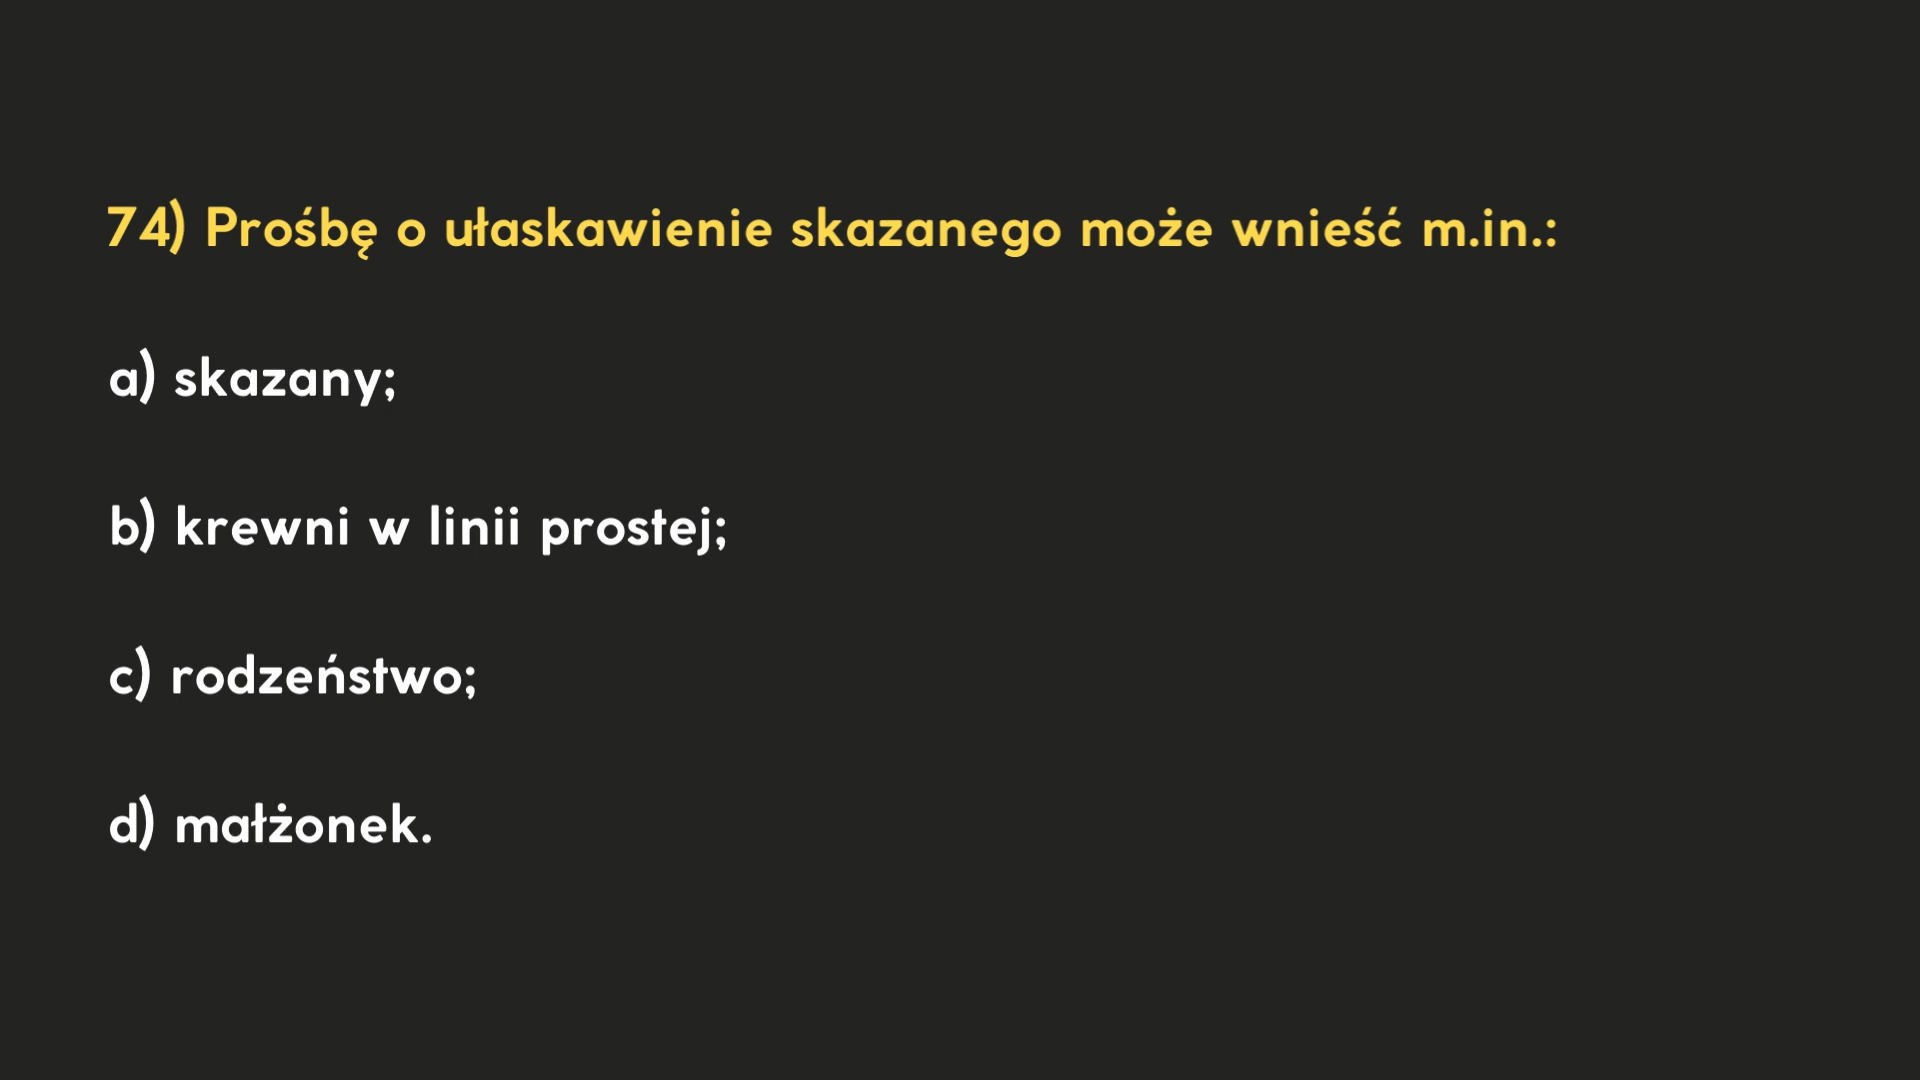 74) Prośbę o ułaskawienie skazanego może wnieść m.in.:
a) skazany;
b) krewni w linii prostej;
c) rodzeństwo;
d) małżonek.